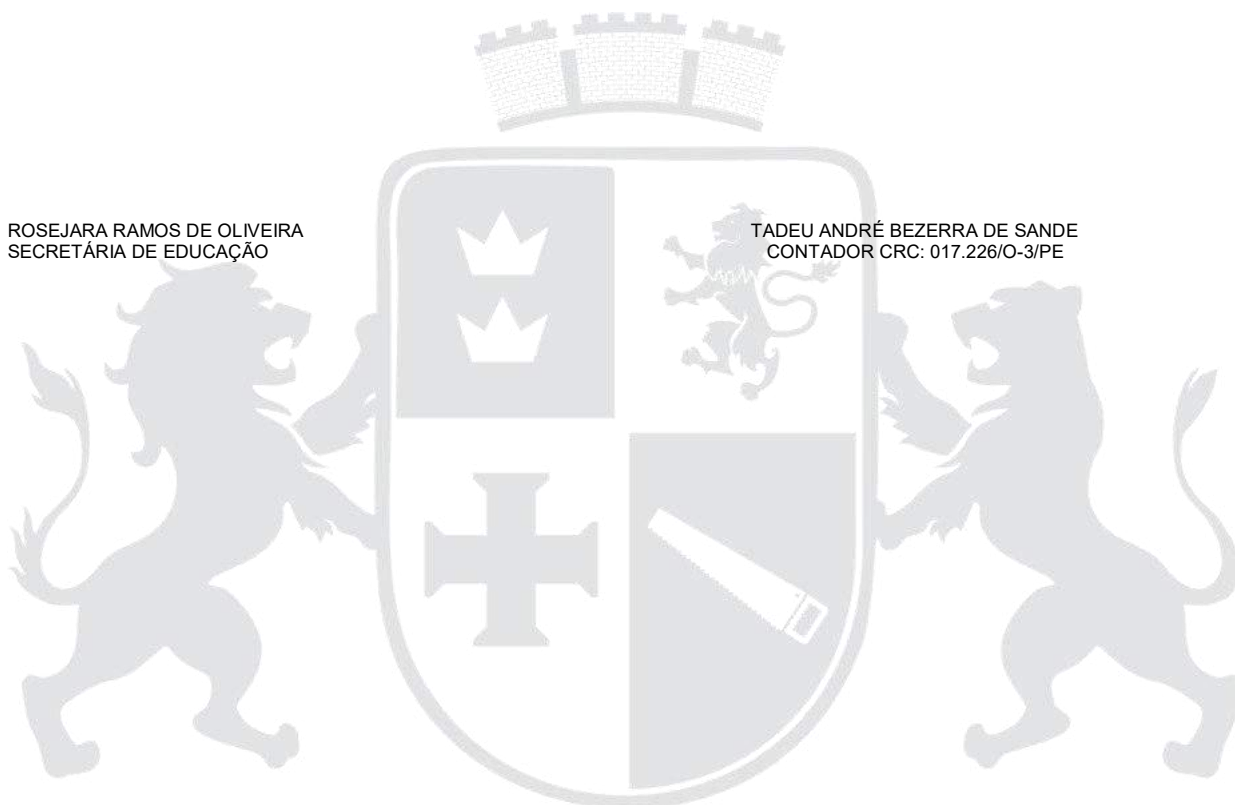 ROSEJARA RAMOS DE OLIVEIRA
SECRETÁRIA DE EDUCAÇÃO
TADEU ANDRÉ BEZERRA DE SANDE
CONTADOR CRC: 017.226/O-3/PE